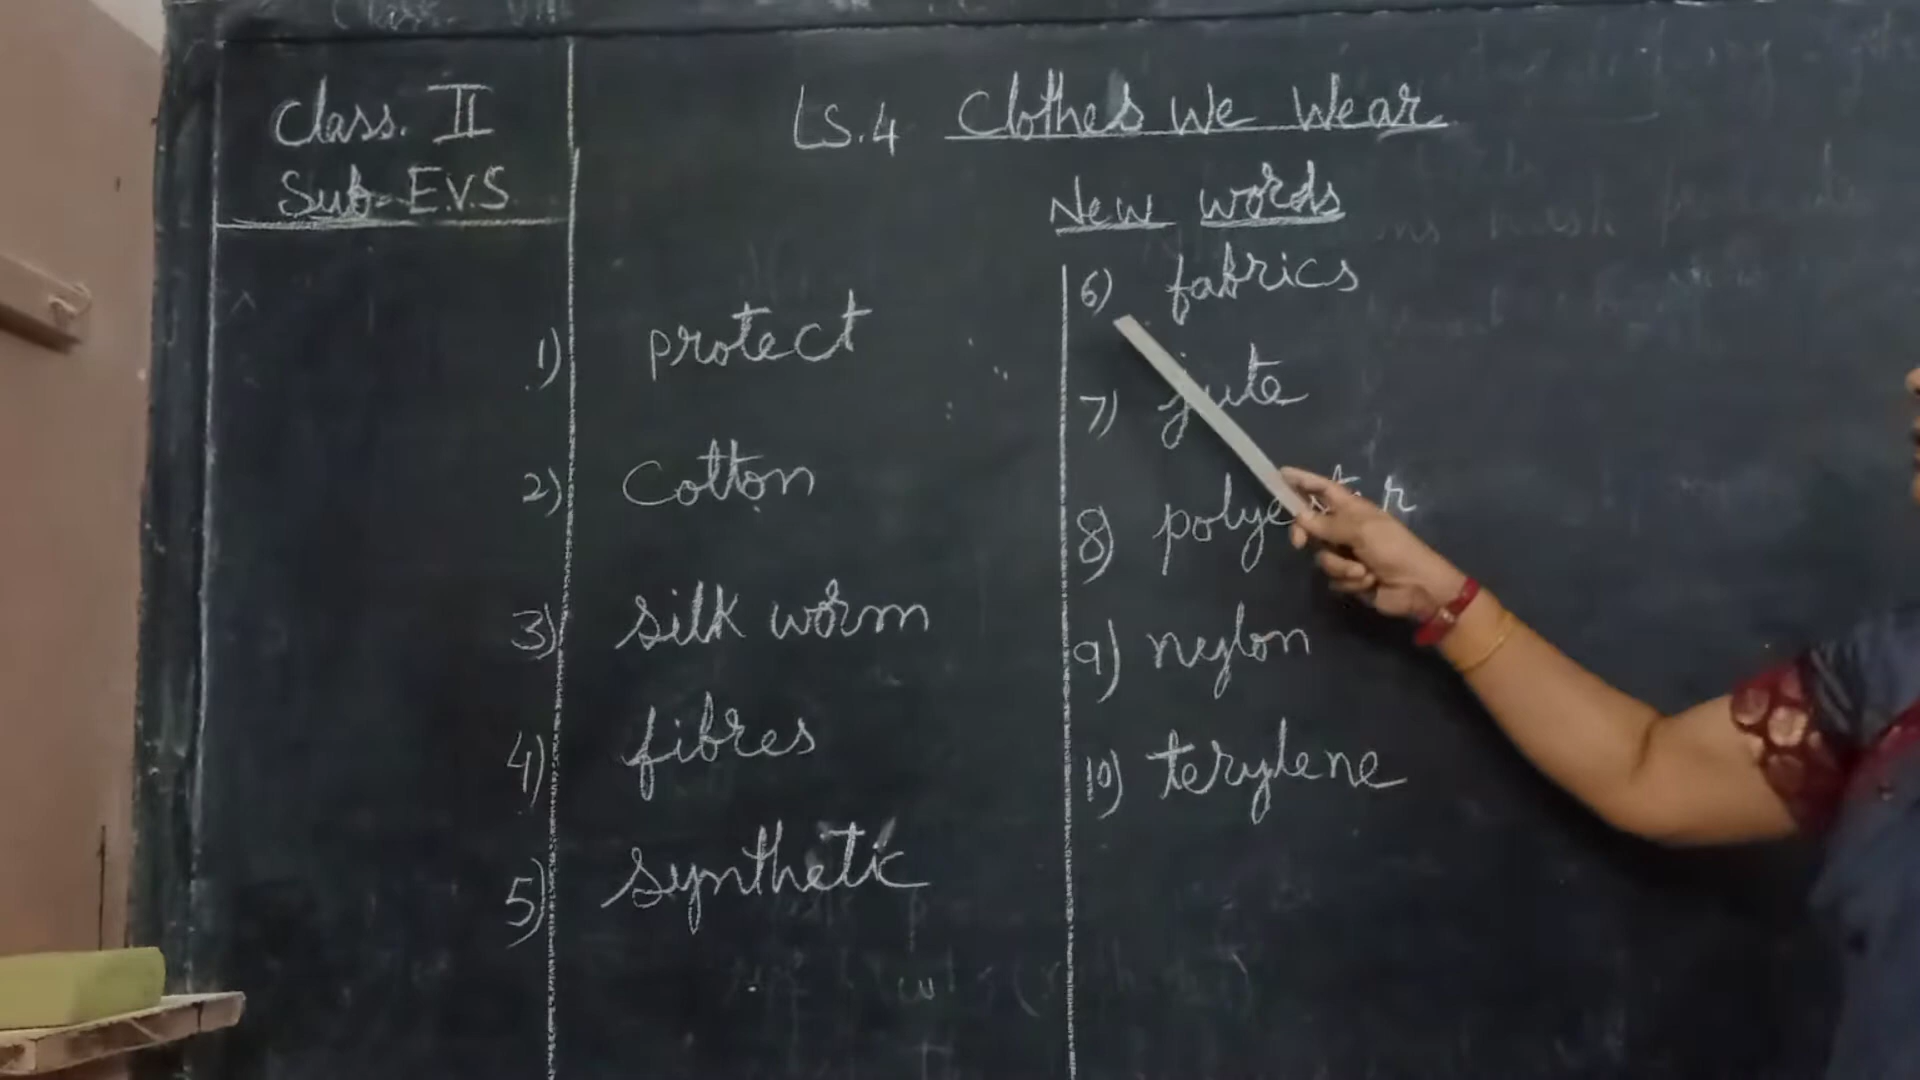 Class. II
Sub-E.V.S
LS.4 Clothes We Wear
New words
1) protect
2) Cotton
3) silk worm
4) fibres
5) synthetic
6) fabrics
7) jute
8) polyester
9) nylon
10) terylene